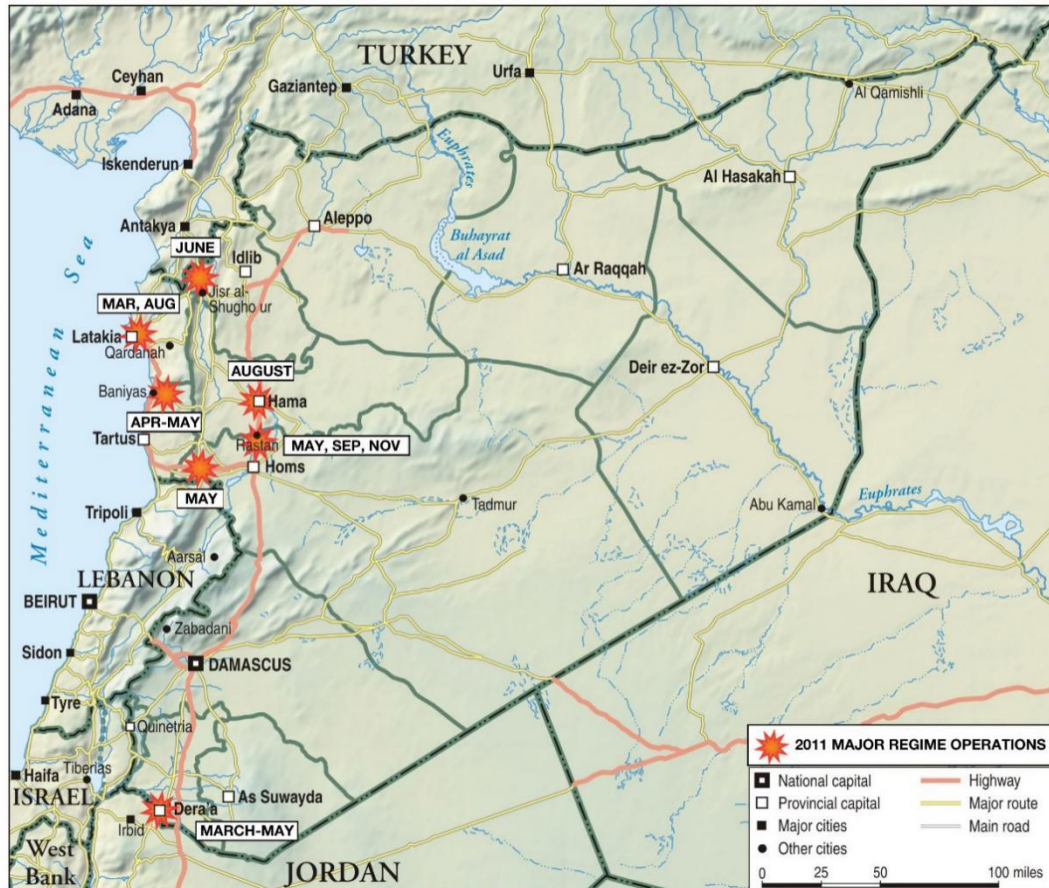 TURKEY
Ceyhan
Adana
Gaziantep
Urfa
Al Qamishli
Euphrates
Iskenderun
Al Hasakah
Antakya
Aleppo
JUNE
Idlib
Buhayrat
al Asad
Ar Raqqah
Jisr al-
Shugho ur
MAR, AUG
Latakia
Qardahah
Mediterranean Sea
AUGUST
Deir ez-Zor
Baniyas
Hama
APR-MAY
Tartus
Rastan
MAY, SEP, NOV
Homs
MAY
Tadmur
Abu Kamal
Euphrates
Tripoli
Aarsal
LEBANON
IRAQ
BEIRUT
Zabadani
Sidon
DAMASCUS
Tyre
Quinetria
Haifa
Tiberias
ISRAEL
As Suwayda
Dera'a
Irbid
MARCH-MAY
West
Bank
JORDAN
2011 MAJOR REGIME OPERATIONS
National capital
Highway
Provincial capital
Major route
Major cities
Main road
Other cities
0 25 50 100 miles